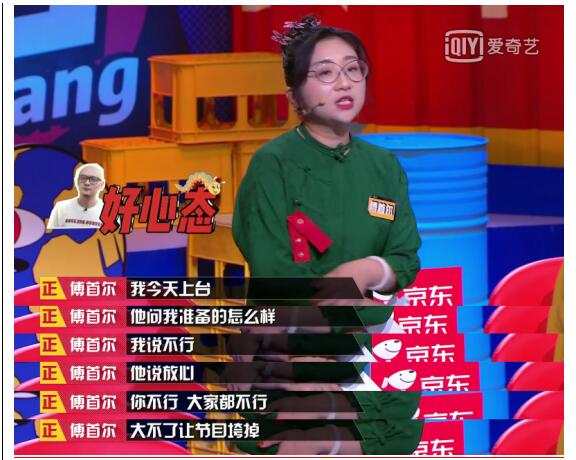 iang
iQIYI 爱奇艺
好心态
傅首尔
正 傅首尔 我今天上台
京东
正 傅首尔 他问我准备的怎么样
京东
正 傅首尔 我说不行
京东
正 傅首尔 他说放心
京东
正 傅首尔 你不行 大家都不行
京东
正 傅首尔 大不了让节目垮掉
京东